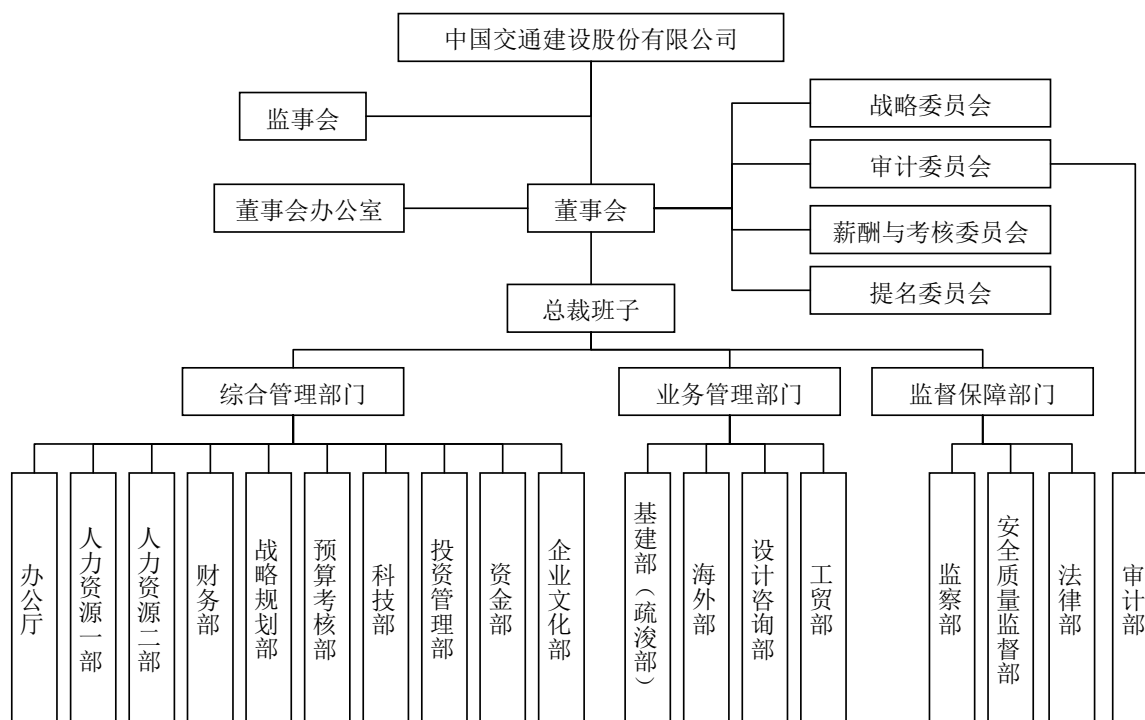 中国交通建设股份有限公司
监事会
战略委员会
审计委员会
董事会办公室
董事会
薪酬与考核委员会
提名委员会
总裁班子
综合管理部门
业务管理部门
监督保障部门
办公厅
人力资源一部
人力资源二部
财务部
战略规划部
预算考核部
科技部
投资管理部
资金部
企业文化部
基建部（疏浚部）
海外部
设计咨询部
工贸部
监察部
安全质量监督部
法律部
审计部